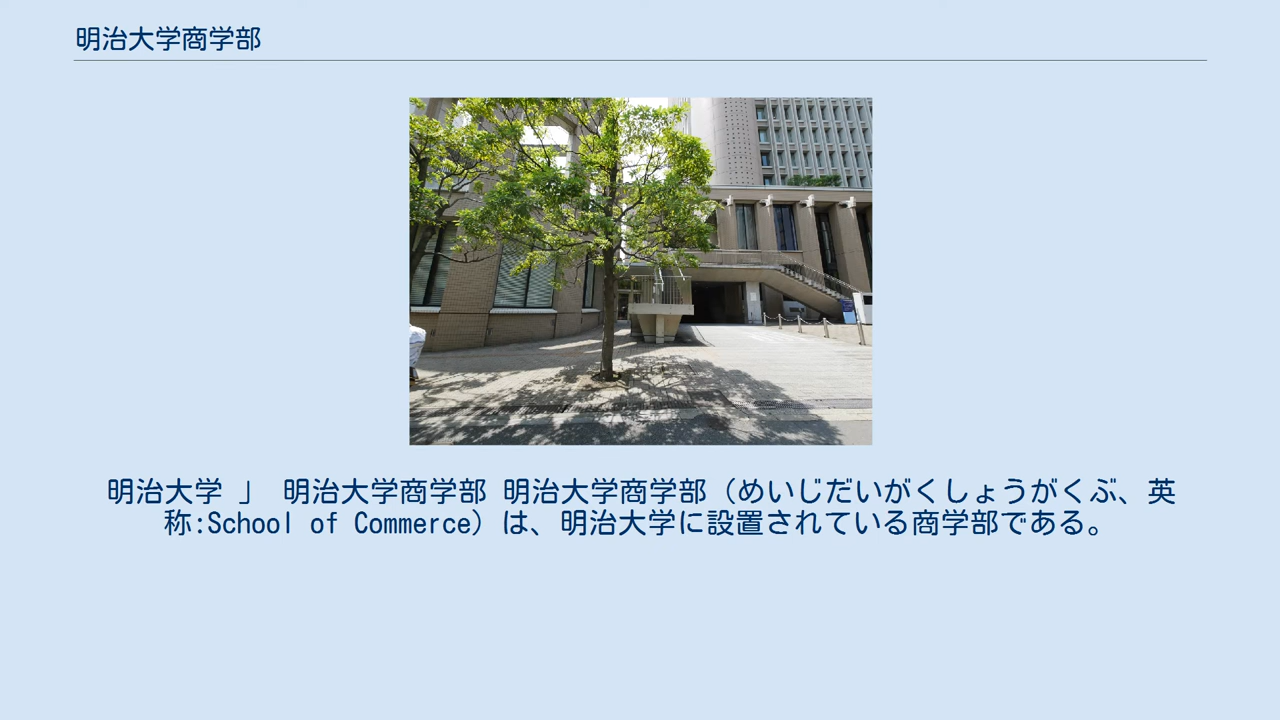 明治大学商学部
明治大学 」 明治大学商学部 明治大学商学部（めいじだいがくしょうがくぶ、英
称:School of Commerce）は、明治大学に設置されている商学部である。